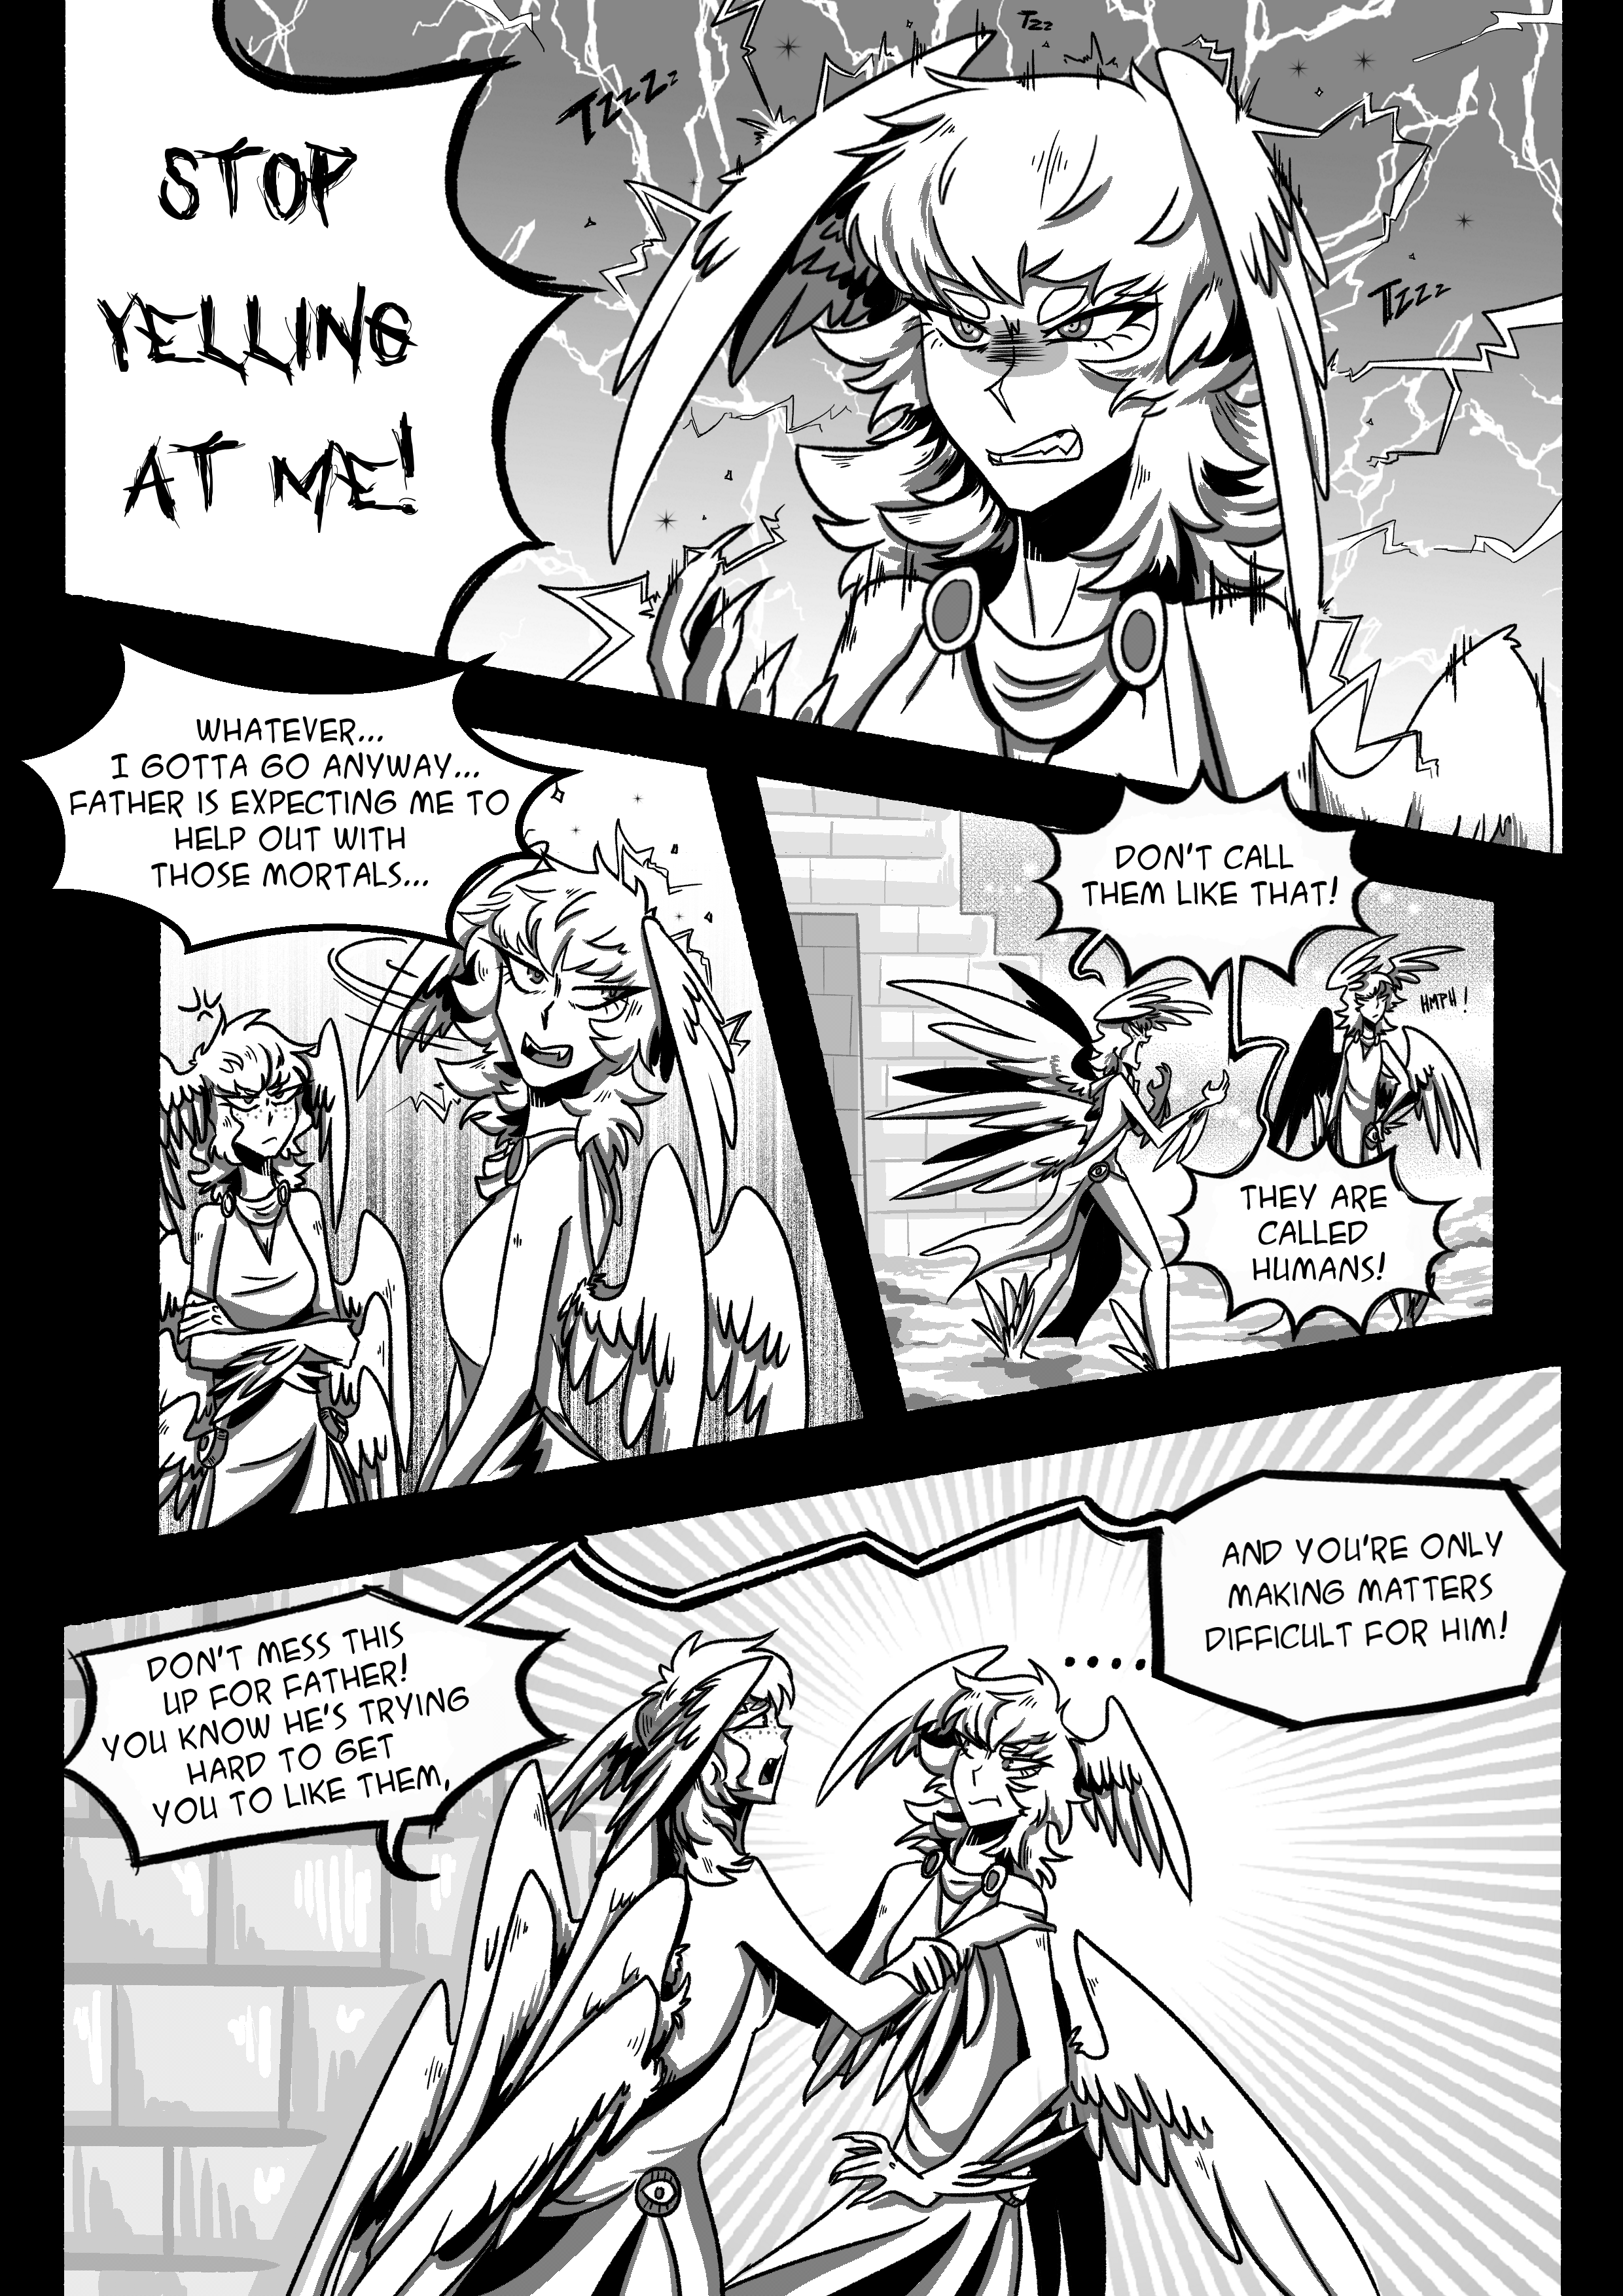 Tzz
TZZZZz
STOP
YELLING
AT ME!
Tzzz
WHATEVER...
I GOTTA GO ANYWAY...
FATHER IS EXPECTING ME TO
HELP OUT WITH
THOSE MORTALS...
DON'T CALL
THEM LIKE THAT!
HMPH!
THEY ARE
CALLED
HUMANS!
DON'T MESS THIS
UP FOR FATHER!
YOU KNOW HE'S TRYING
HARD TO GET
YOU TO LIKE THEM,
AND YOU'RE ONLY
MAKING MATTERS
DIFFICULT FOR HIM!
.....